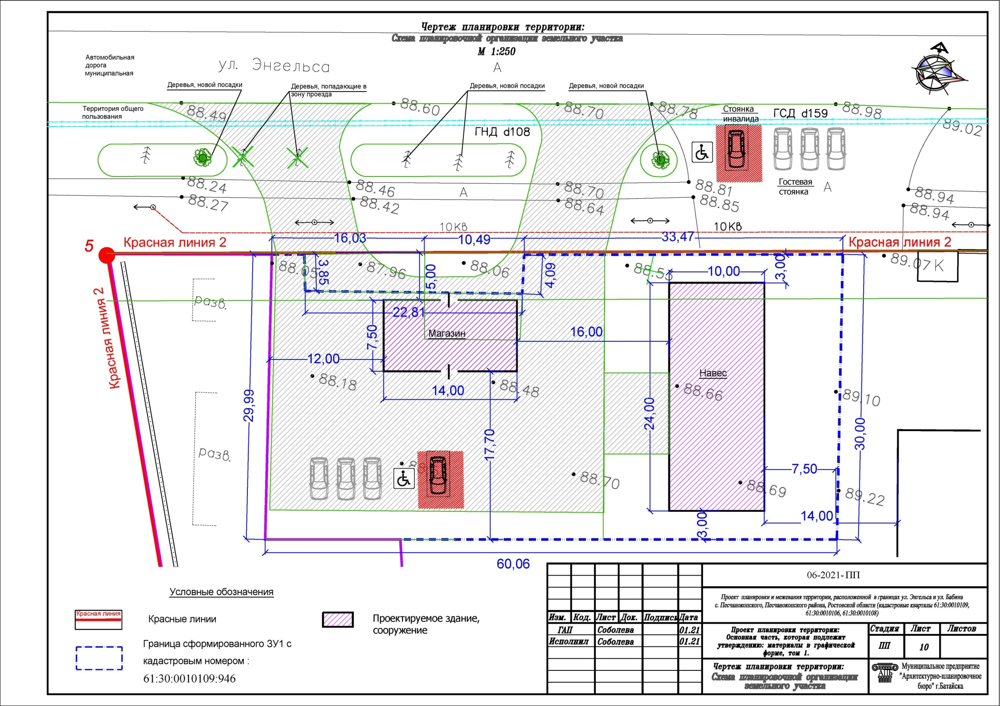 Чертеж планировки территории:
Схема планировочной организации земельного участка
М 1:250
Автомобильная
дорога
муниципальная
ул. Энгельса
А
Деревья, новой посадки
Деревья, попадающие в
зону проезда
Деревья, новой посадки
Деревья, новой посадки
Территория общего
пользования
88.49
88.60
88.70
88.78
Стоянка
инвалида
ГСД d159
88.98
89.02
ГНД d108
88.24
88.27
88.46
88.42
А
88.70
88.64
88.81
88.85
Гостевая
стоянка
А
88.94
88.94
10Кв
10Кв
5
Красная линия 2
16,03
10,49
33,47
Красная линия 2
88.05
3,85
87.96
5,00
88.06
4,09
88.55
10,00
3,00
89.07
К
Красная линия 2
разв.
22,81
7,50
Магазин
16,00
12,00
88.18
14,00
88.48
Навес
88.66
89.10
29,99
24,00
30,00
17,70
разв.
88.70
7,50
88.69
89.22
14,00
3,00
60,06
Условные обозначения
Красная линия
Красные линии
Проектируемое здание,
сооружение
Граница сформированного ЗУ1 с
кадастровым номером :
61:30:0010109:946
06-2021-ПП
Проект планировки и межевания территории, расположенной в границах ул. Энгельса и ул. Бабина
с. Песчанокопского, Песчанокопского района, Ростовской области (кадастровые кварталы 61:30:0010109,
61:30:0010106, 61:30:0010108)
Изм. Код. Лист Док. Подпись Дата
ГАП Соболева 01.21
Исполнил Соболева 01.21
Проект планировки территории:
Основная часть, которая подлежит
утверждению: материалы в графической
форме, том 1.
Стадия Лист Листов
ПП 10
Чертеж планировки территории:
Схема планировочной организации
земельного участка
АПБ
Муниципальное предприятие
"Архитектурно-планировочное
бюро" г.Батайска